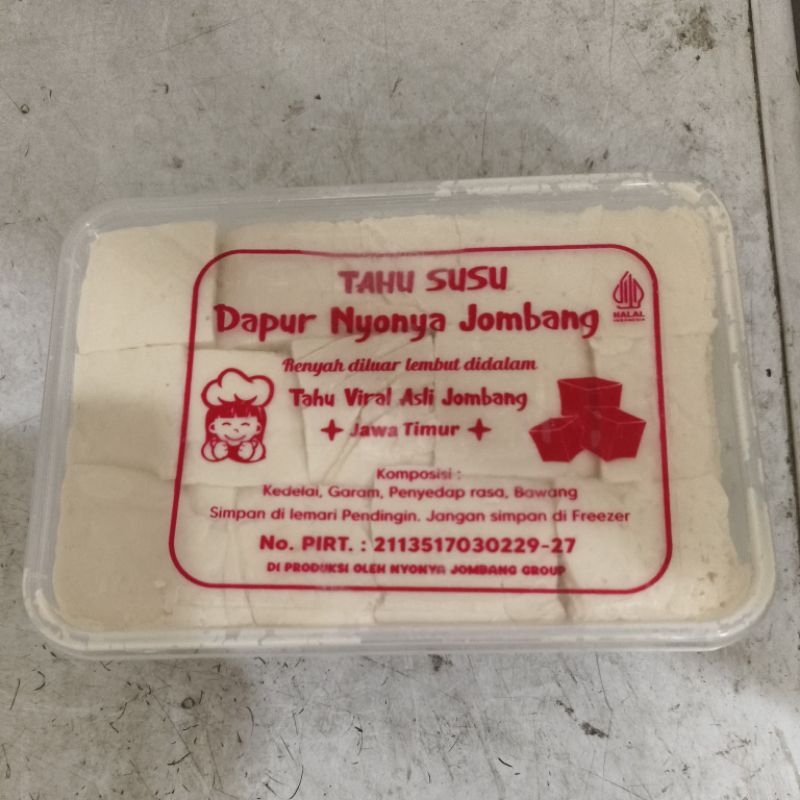 TAHU SUSU
Dapur Nyonya Jombang
HALAL
INDONESIA
Renyah diluar lembut didalam
Tahu Viral Asli Jombang
Jawa Timur
Komposisi :
Kedelai, Garam, Penyedap rasa, Bawang
Simpan di lemari Pendingin. Jangan simpan di Freezer
No. PIRT. : 2113517030229-27
DI PRODUKSI OLEH NYONYA JOMBANG GROUP